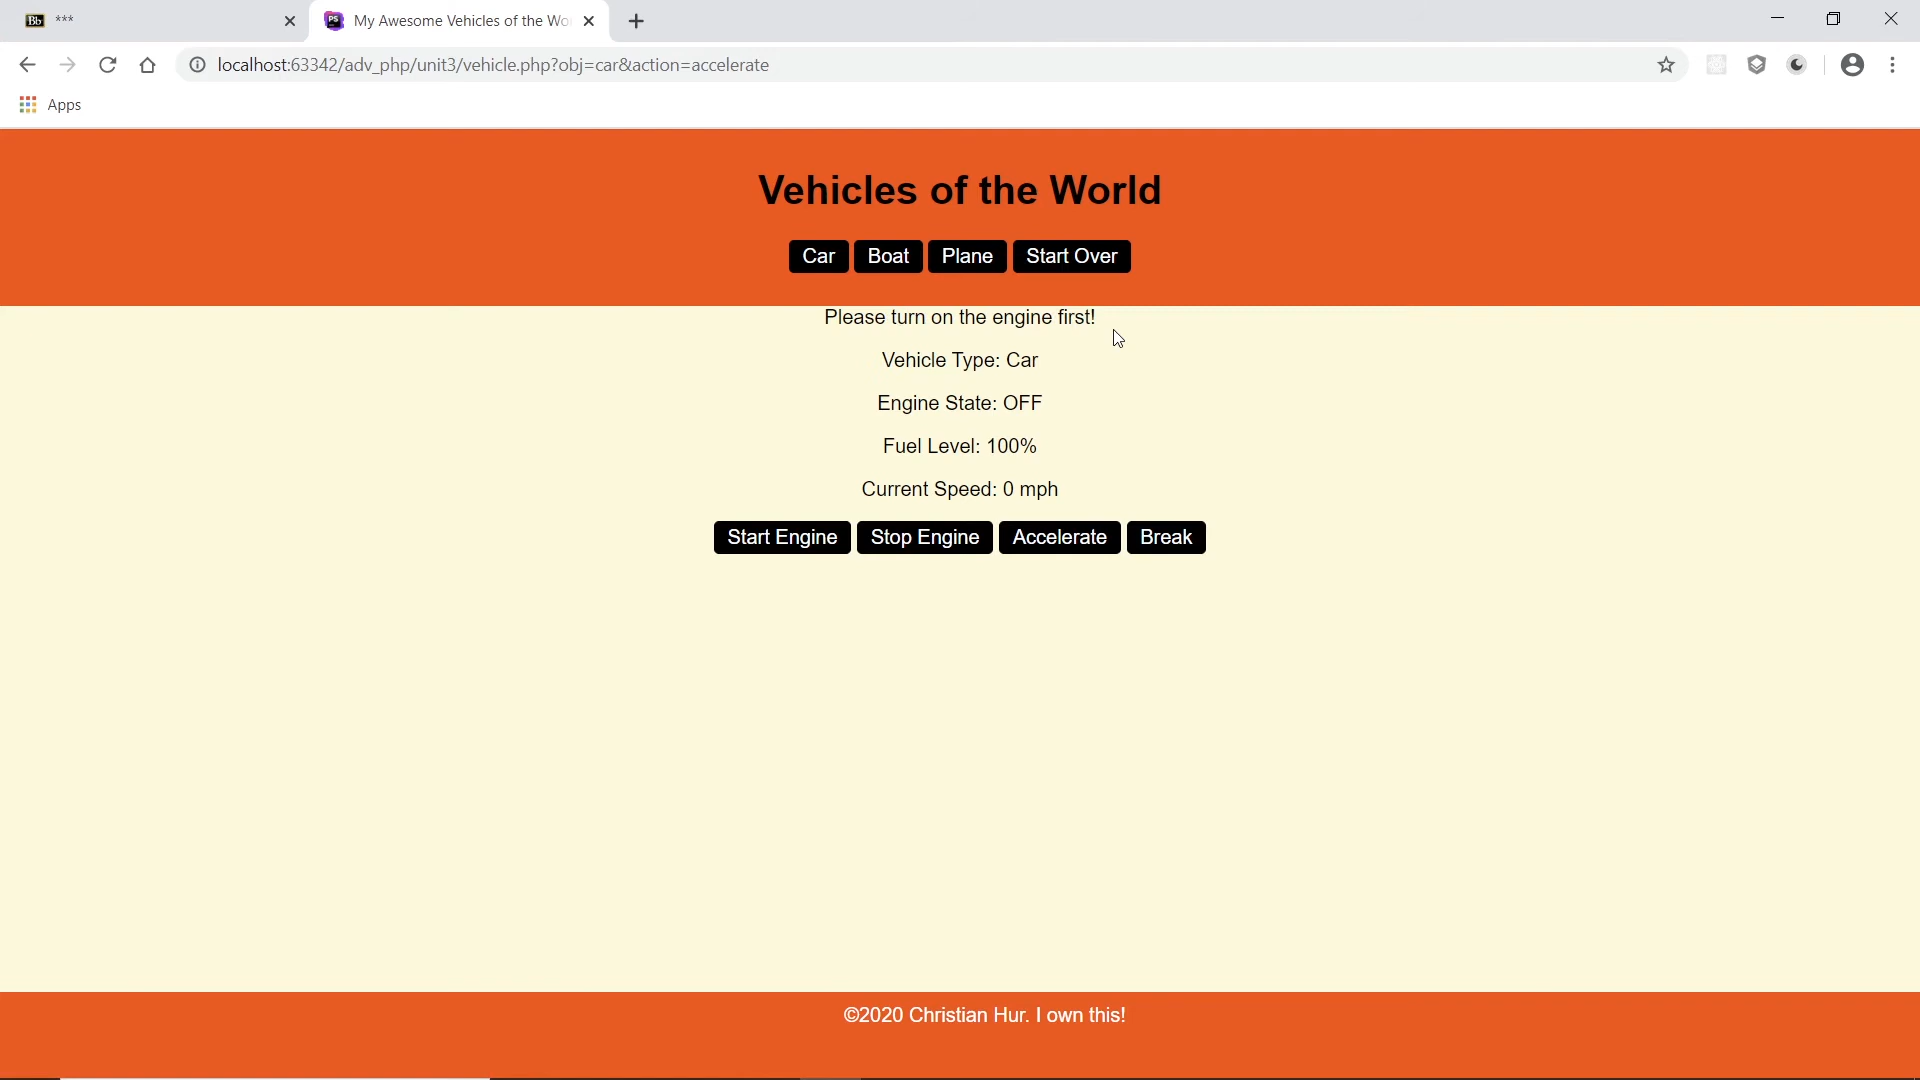 Bb ***
PS My Awesome Vehicles of the Wo
localhost:63342/adv_php/unit3/vehicle.php?obj=car&action=accelerate
Apps
Vehicles of the World
Car Boat Plane Start Over
Please turn on the engine first!
Vehicle Type: Car
Engine State: OFF
Fuel Level: 100%
Current Speed: 0 mph
Start Engine Stop Engine Accelerate Break
©2020 Christian Hur. I own this!